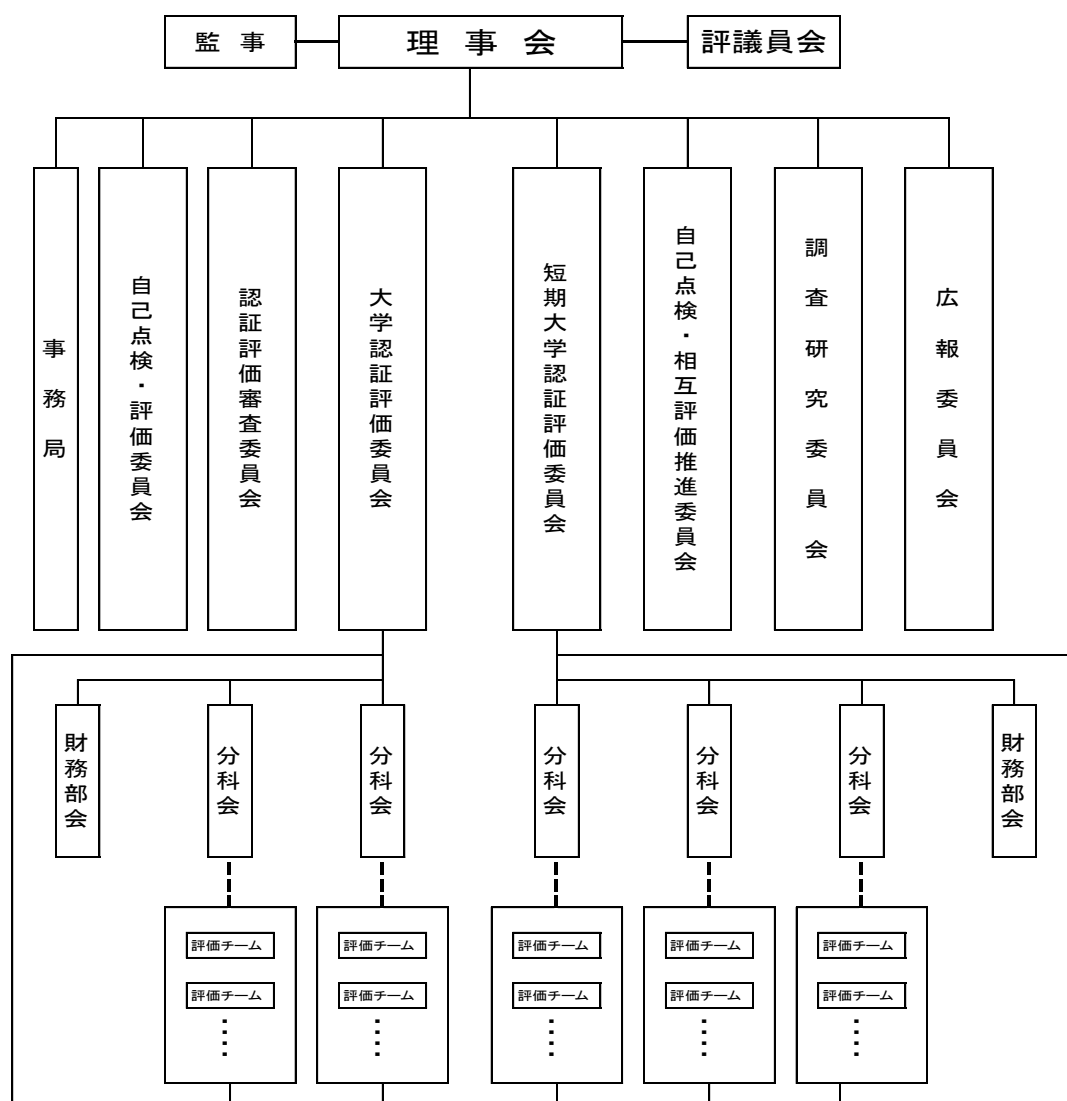 監 事
理 事 会
評議員会
事務局
自己点検・評価委員会
認証評価審査委員会
大学認証評価委員会
短期大学認証評価委員会
自己点検・相互評価推進委員会
調査研究委員会
広報委員会
財務部会
分科会
分科会
分科会
分科会
分科会
財務部会
評価チーム
評価チーム
評価チーム
評価チーム
評価チーム
評価チーム
評価チーム
評価チーム
評価チーム
評価チーム